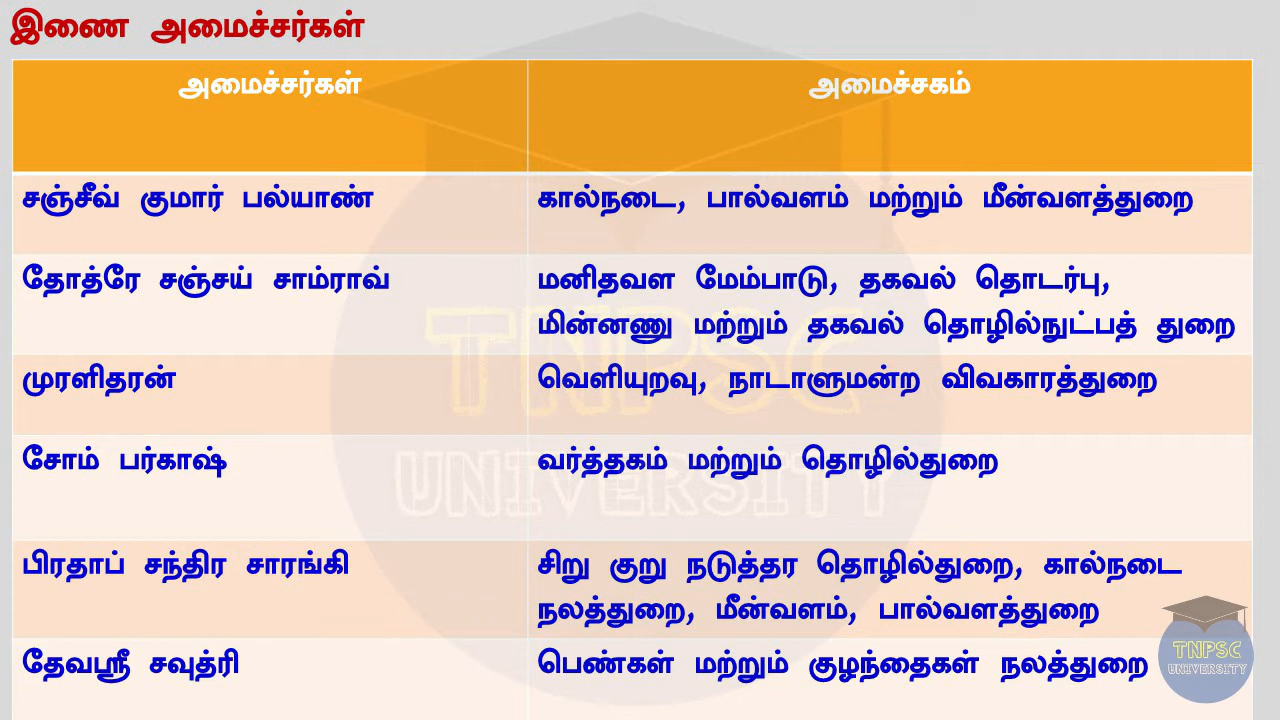 இணை அமைச்சர்கள்
அமைச்சர்கள் அமைச்சகம்
சஞ்சீவ் குமார் பல்யாண் கால்நடை, பால்வளம் மற்றும் மீன்வளத்துறை
தோத்ரே சஞ்சய் சாம்ராவ் மனிதவள மேம்பாடு, தகவல் தொடர்பு,
மின்னணு மற்றும் தகவல் தொழில்நுட்பத் துறை
முரளிதரன் வெளியுறவு, நாடாளுமன்ற விவகாரத்துறை
சோம் பர்காஷ் வர்த்தகம் மற்றும் தொழில்துறை
பிரதாப் சந்திர சாரங்கி சிறு குறு நடுத்தர தொழில்துறை, கால்நடை
நலத்துறை, மீன்வளம், பால்வளத்துறை
தேவஸ்ரீ சவுத்ரி பெண்கள் மற்றும் குழந்தைகள் நலத்துறை
TNPSC
UNIVERSITY
TNPSC
UNIVERSITY